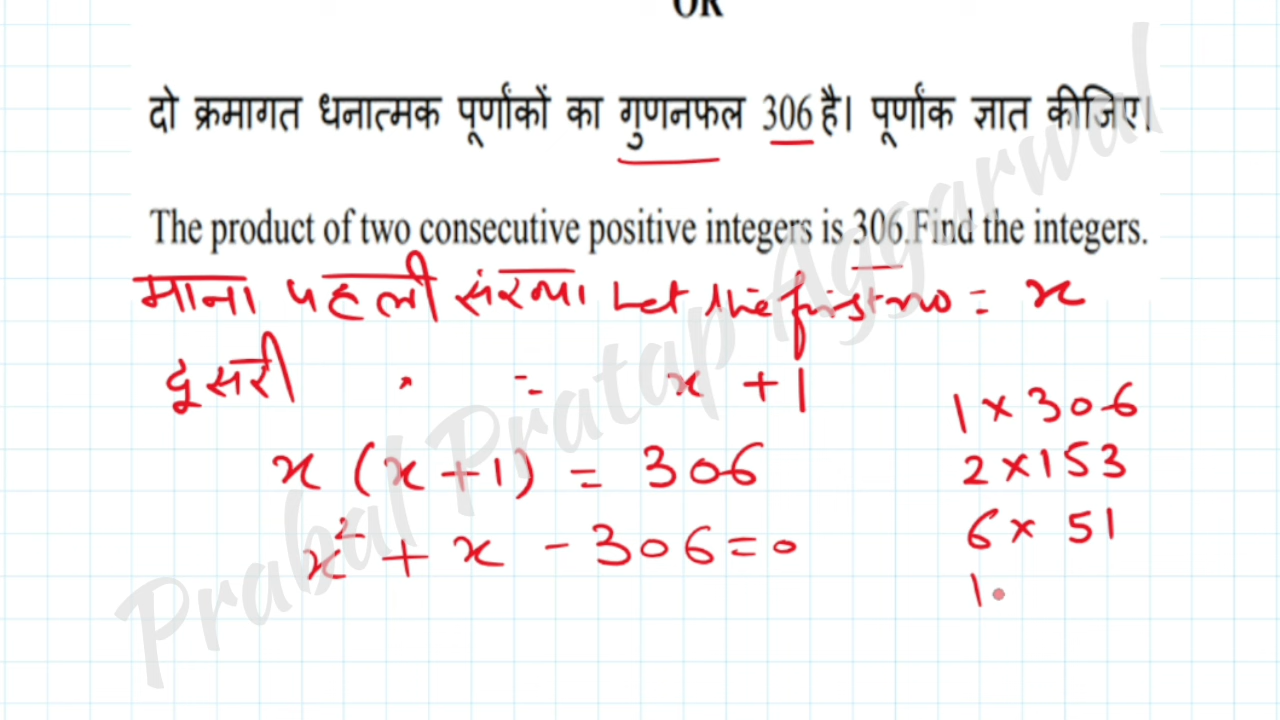 OR
दो क्रमागत धनात्मक पूर्णांकों का गुणनफल 306 है। पूर्णांक ज्ञात कीजिए।
The product of two consecutive positive integers is 306.Find the integers.
माना पहली संख्या Let the first no = x
दूसरी " = x + 1
x (x + 1) = 306
x² + x - 306 = 0
1 × 306
2 × 153
6 × 51
1
Prabal Pratap Aggarwal